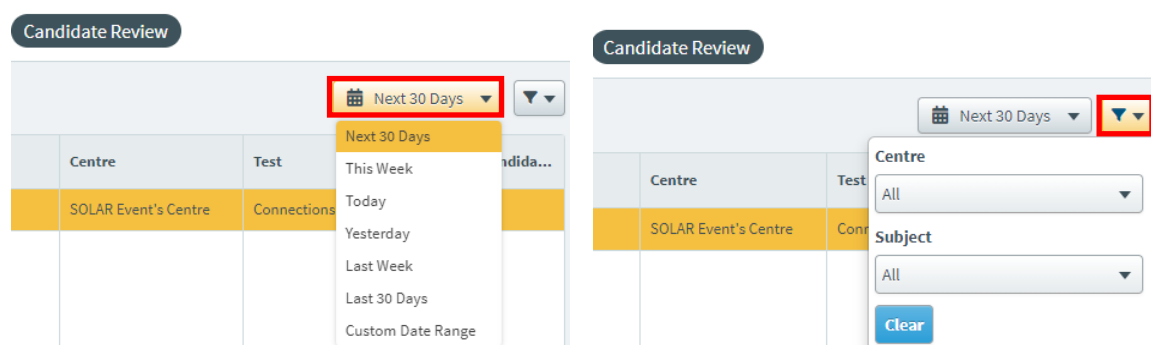 Candidate Review
Next 30 Days
Centre Test ndida...
SOLAR Event's Centre Connections
Next 30 Days
This Week
Today
Yesterday
Last Week
Last 30 Days
Custom Date Range
Candidate Review
Next 30 Days
Centre Test
SOLAR Event's Centre Conn
Centre
All
Subject
All
Clear